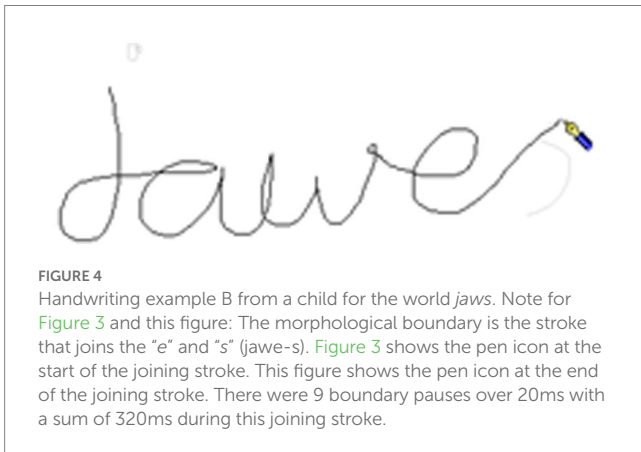 jawes
FIGURE 4
Handwriting example B from a child for the world jaws. Note for
Figure 3 and this figure: The morphological boundary is the stroke
that joins the “e” and “s” (jawe-s). Figure 3 shows the pen icon at the
start of the joining stroke. This figure shows the pen icon at the end
of the joining stroke. There were 9 boundary pauses over 20ms with
a sum of 320ms during this joining stroke.